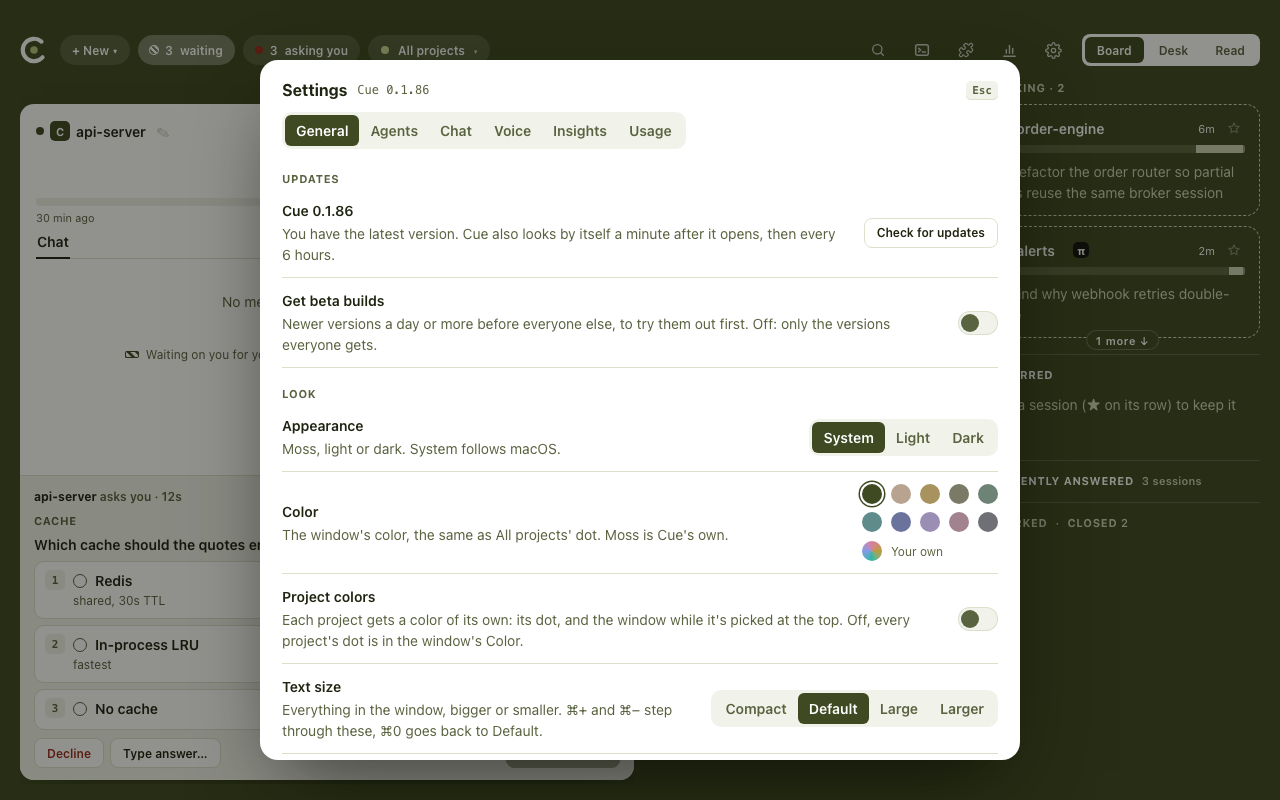 + New
3 waiting
3 asking you
All projects
Board
Desk
Read
Settings
Cue 0.1.86
Esc
General
Agents
Chat
Voice
Insights
Usage
UPDATES
Cue 0.1.86
You have the latest version. Cue also looks by itself a minute after it opens, then every
6 hours.
Check for updates
Get beta builds
Newer versions a day or more before everyone else, to try them out first. Off: only the versions
everyone gets.
LOOK
Appearance
Moss, light or dark. System follows macOS.
System
Light
Dark
Color
The window's color, the same as All projects' dot. Moss is Cue's own.
Your own
Project colors
Each project gets a color of its own: its dot, and the window while it's picked at the top. Off, every
project's dot is in the window's Color.
Text size
Everything in the window, bigger or smaller. ⌘+ and ⌘– step
through these, ⌘0 goes back to Default.
Compact
Default
Large
Larger
C api-server
30 min ago
Chat
No me
Waiting on you for yo
api-server asks you · 12s
CACHE
Which cache should the quotes en
1 Redis
shared, 30s TTL
2 In-process LRU
fastest
3 No cache
Decline
Type answer...
KING · 2
order-engine
6m
efactor the order router so partial
s reuse the same broker session
alerts
π
2m
nd why webhook retries double-
1 more ↓
RRED
a session (★ on its row) to keep it
ENTLY ANSWERED 3 sessions
RKED · CLOSED 2